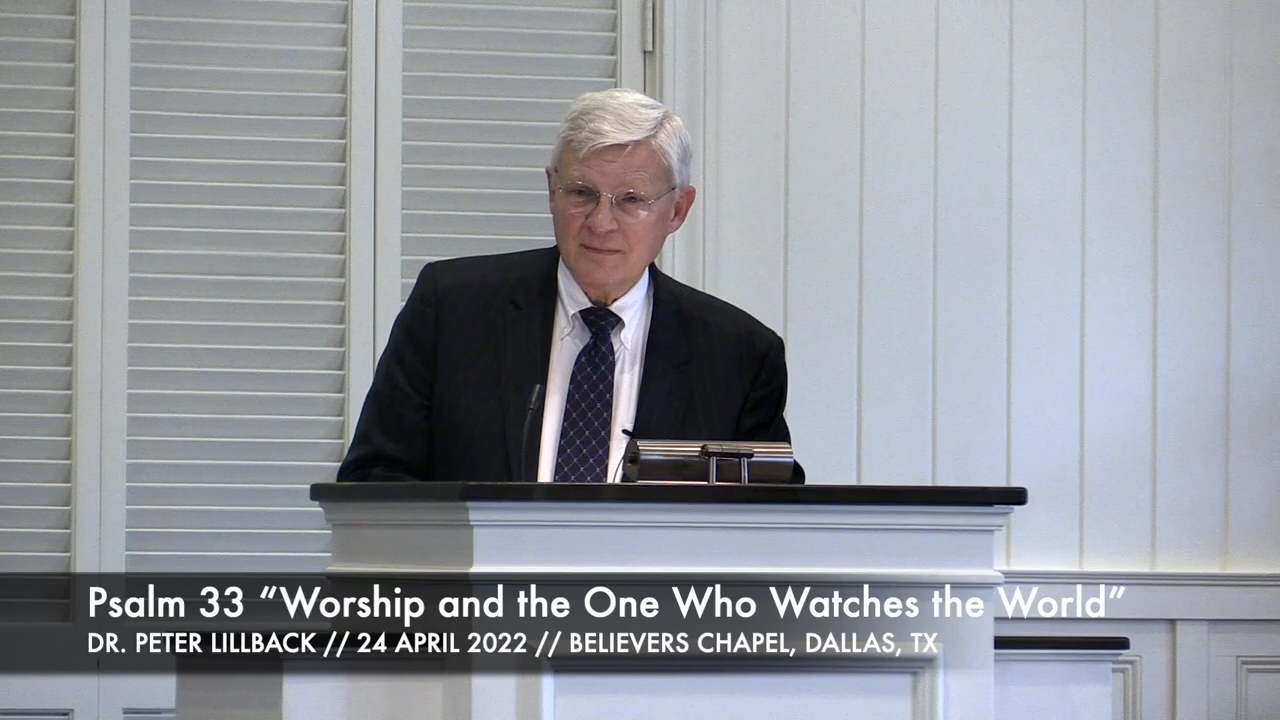 Psalm 33 “Worship and the One Who Watches the World”
DR. PETER LILLBACK // 24 APRIL 2022 // BELIEVERS CHAPEL, DALLAS, TX